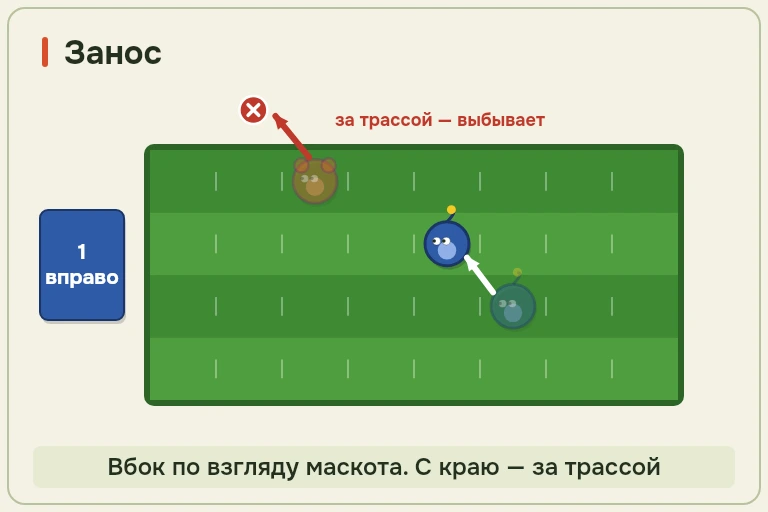 Занос
за трассой — выбывает
1
вправо
Вбок по взгляду маскота. С краю — за трассой